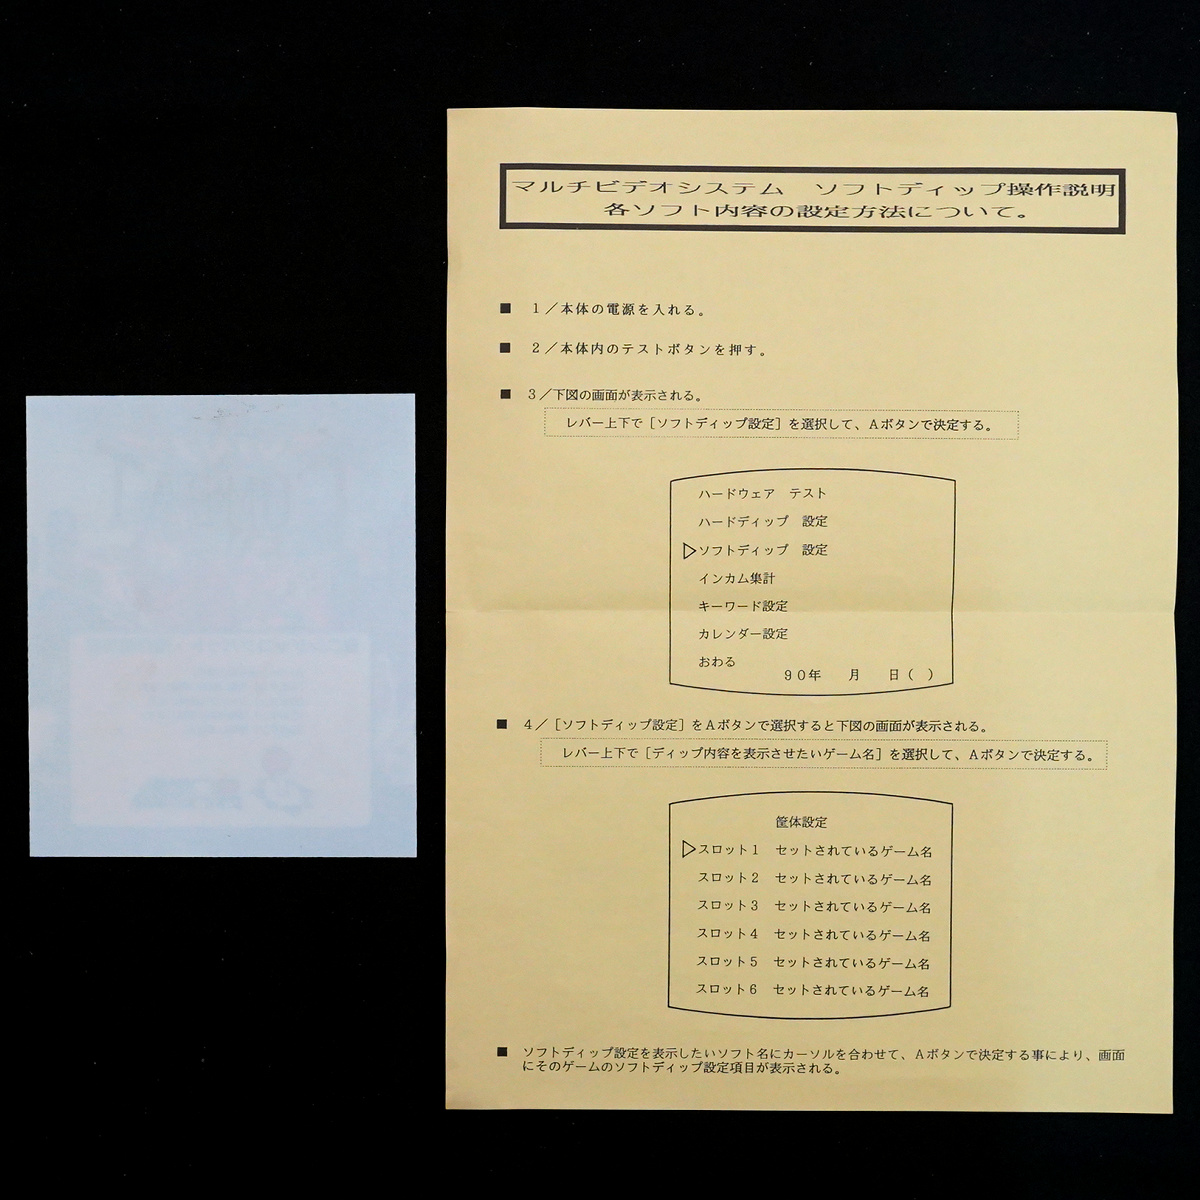 マルチビデオシステム　ソフトディップ操作説明
各ソフト内容の設定方法について。
■　１／本体の電源を入れる。
■　２／本体内のテストボタンを押す。
■　３／下図の画面が表示される。
レバー上下で［ソフトディップ設定］を選択して、Ａボタンで決定する。
ハードウェア　テスト
ハードディップ　設定
▷ソフトディップ　設定
インカム集計
キーワード設定
カレンダー設定
おわる
９０年　　月　　日（　）
■　４／［ソフトディップ設定］をＡボタンで選択すると下図の画面が表示される。
レバー上下で［ディップ内容を表示させたいゲーム名］を選択して、Ａボタンで決定する。
筐体設定
▷スロット１　セットされているゲーム名
スロット２　セットされているゲーム名
スロット３　セットされているゲーム名
スロット４　セットされているゲーム名
スロット５　セットされているゲーム名
スロット６　セットされているゲーム名
■　ソフトディップ設定を表示したいソフト名にカーソルを合わせて、Ａボタンで決定する事により、画面
にそのゲームのソフトディップ設定項目が表示される。